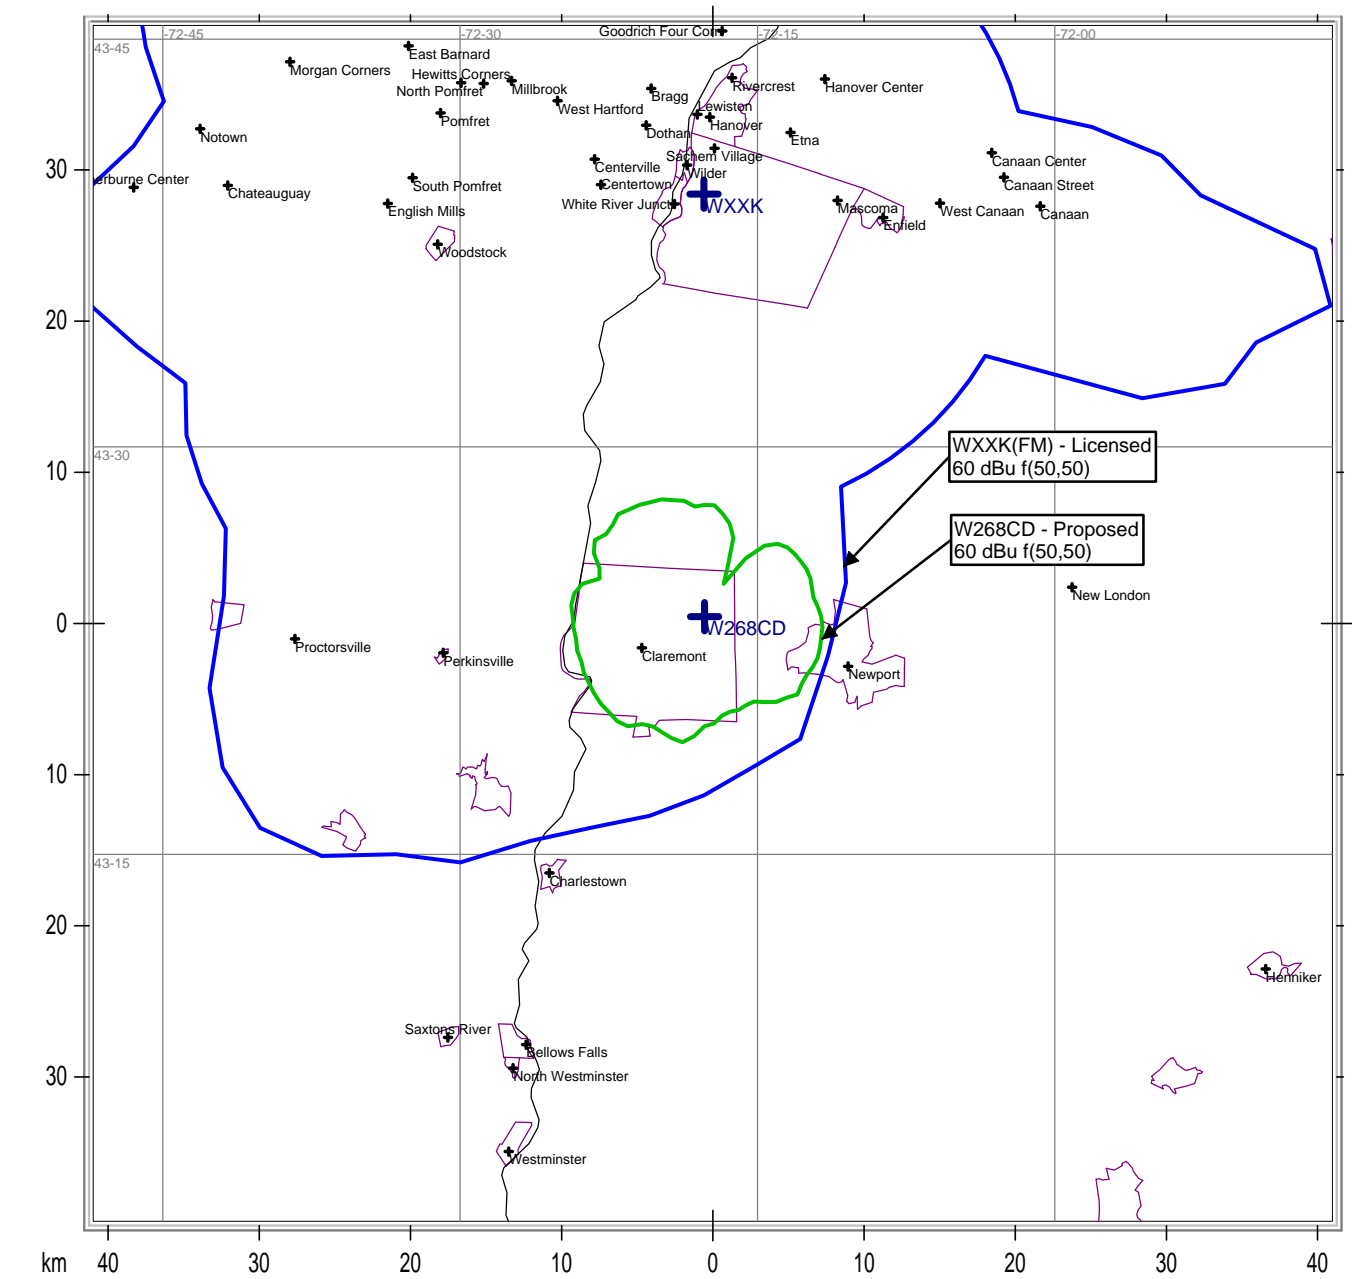 Goodrich Four Corn
-72-45
-72-30
-72-15
-72-00
43-45
East Barnard
Morgan Corners
Hewitts Corners
North Pomfret
Millbrook
Rivercrest
Hanover Center
Bragg
West Hartford
Lewiston
Pomfret
Hanover
Notown
Dothan
Etna
Sachem Village
Canaan Center
Centerville
Wilder
erburne Center
Chateauguay
South Pomfret
Centertown
Canaan Street
White River Juncti
WXXK
English Mills
Mascoma
West Canaan
Canaan
Enfield
Woodstock
30
20
10
0
10
20
30
43-30
WXXK(FM) - Licensed
60 dBu f(50,50)
W268CD - Proposed
60 dBu f(50,50)
New London
W268CD
Proctorsville
Perkinsville
Claremont
Newport
43-15
Charlestown
Henniker
Saxtons River
Bellows Falls
North Westminster
Westminster
km 40 30 20 10 0 10 20 30 40